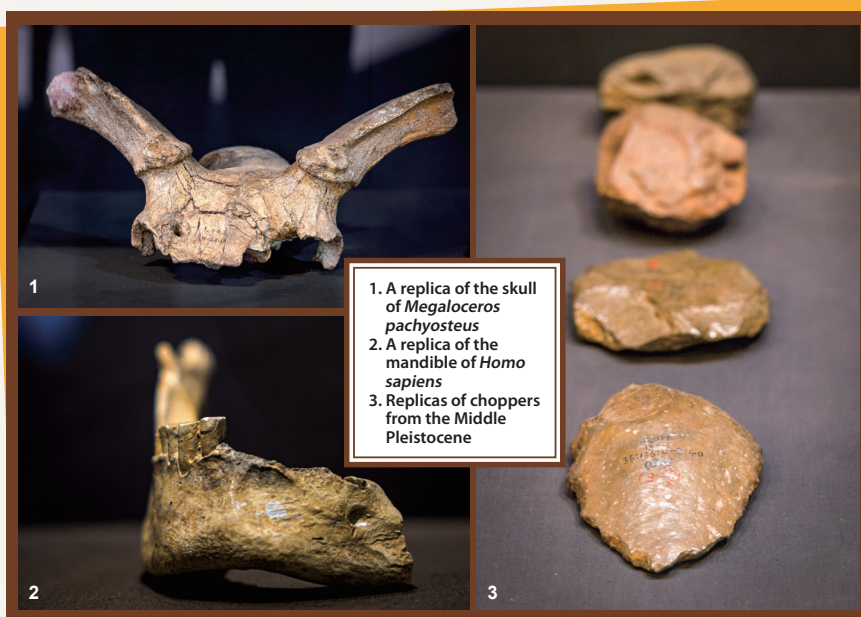 1
2
3
1. A replica of the skull
of Megaloceros
pachyosteus
2. A replica of the
mandible of Homo
sapiens
3. Replicas of choppers
from the Middle
Pleistocene